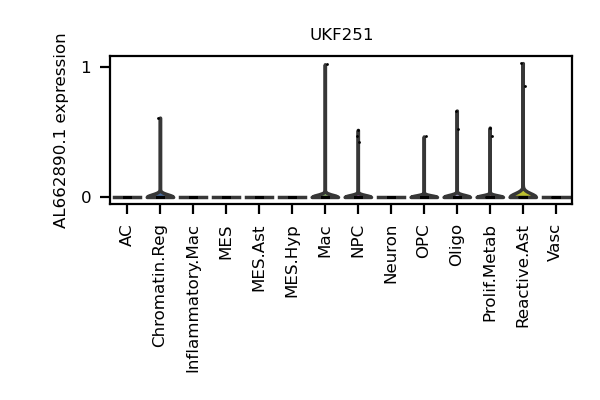 UKF251
AL662890.1 expression
1
0
AC
Chromatin.Reg
Inflammatory.Mac
MES
MES.Ast
MES.Hyp
Mac
NPC
Neuron
OPC
Oligo
Prolif.Metab
Reactive.Ast
Vasc